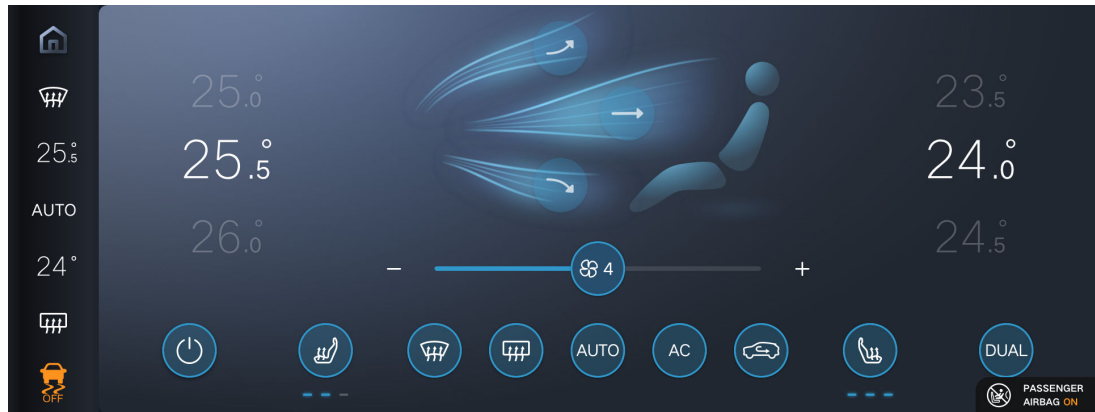 25.5°
AUTO
24°
OFF
25.0°
25.5°
26.0°
23.5°
24.0°
24.5°
4
AUTO
AC
DUAL
PASSENGER
AIRBAG ON